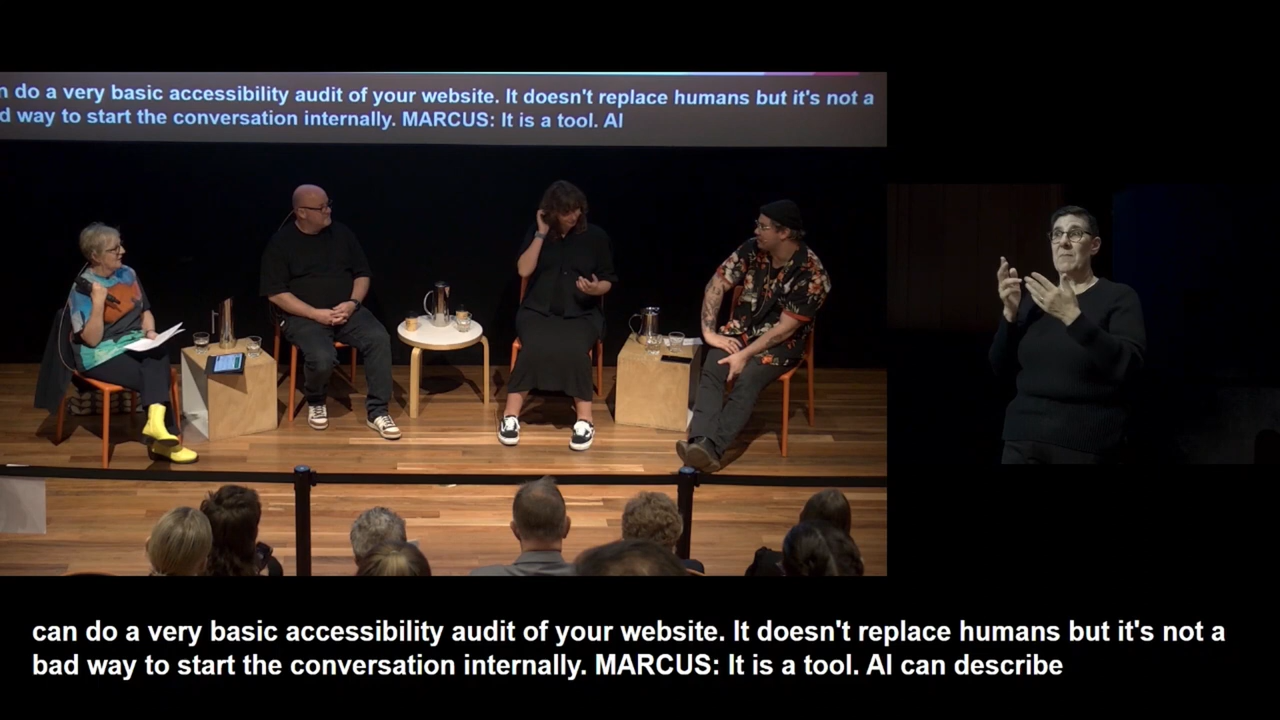 n do a very basic accessibility audit of your website. It doesn't replace humans but it's not a
d way to start the conversation internally. MARCUS: It is a tool. AI
can do a very basic accessibility audit of your website. It doesn't replace humans but it's not a
bad way to start the conversation internally. MARCUS: It is a tool. AI can describe